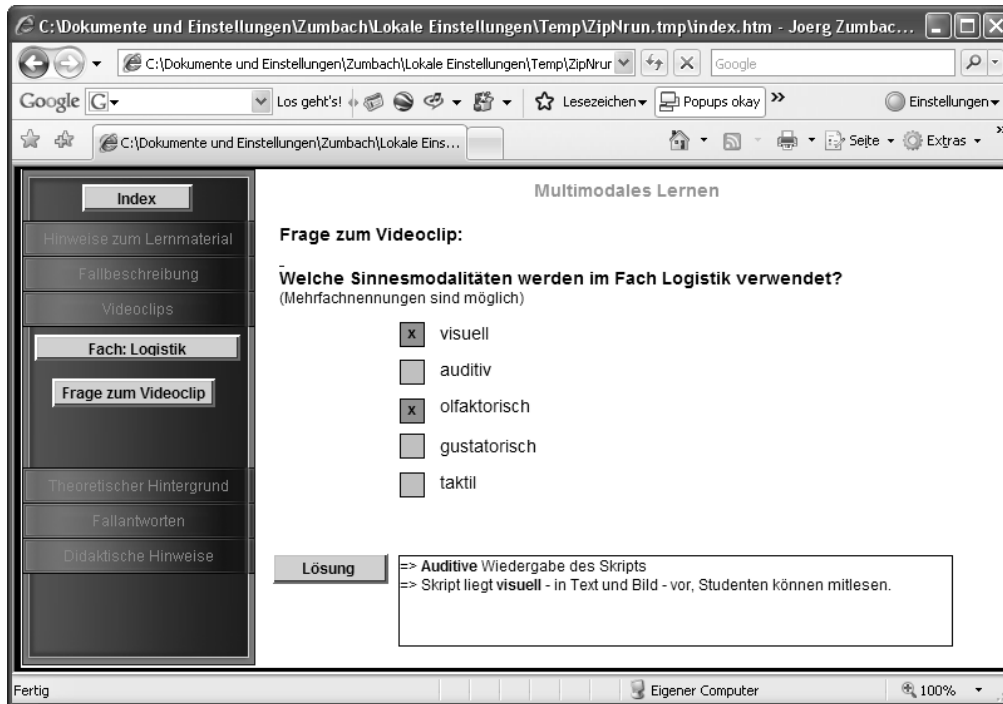 C:\Dokumente und Einstellungen\Zumbach\Lokale Einstellungen\Temp\ZipNrun.tmp\index.htm - Joerg Zumbac...
C:\Dokumente und Einstellungen\Zumbach\Lokale Einstellungen\Temp\ZipNrur
Google
Google G Los geht's! Lesezeichen Popups okay » Einstellungen
C:\Dokumente und Einstellungen\Zumbach\Lokale Eins... Seite Extras »
Index
Hinweise zum Lernmaterial
Fallbeschreibung
Videoclips
Fach: Logistik
Frage zum Videoclip
Theoretischer Hintergrund
Fallantworten
Didaktische Hinweise
Multimodales Lernen
Frage zum Videoclip:
Welche Sinnesmodalitäten werden im Fach Logistik verwendet?
(Mehrfachnennungen sind möglich)
x visuell
auditiv
x olfaktorisch
gustatorisch
taktil
Lösung
=> Auditive Wiedergabe des Skripts
=> Skript liegt visuell - in Text und Bild - vor, Studenten können mitlesen.
Fertig Eigener Computer 100%